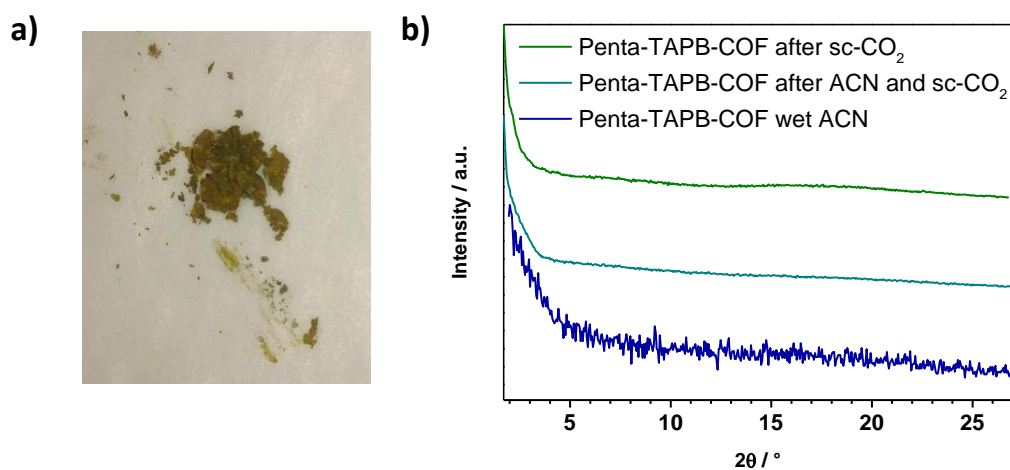 a)
b)
Penta-TAPB-COF after sc-CO₂
Penta-TAPB-COF after ACN and sc-CO₂
Penta-TAPB-COF wet ACN
Intensity / a.u.
5 10 15 20 25
2θ / °